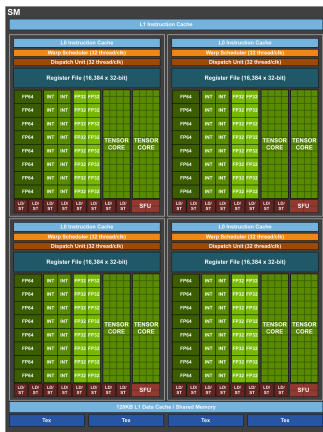 SM
L1 Instruction Cache
L0 Instruction Cache
Warp Scheduler (32 thread/clk)
Dispatch Unit (32 thread/clk)
Register File (16,384 x 32-bit)
FP64 INT INT FP32 FP32
FP64 INT INT FP32 FP32
FP64 INT INT FP32 FP32
FP64 INT INT FP32 FP32
TENSOR CORE TENSOR CORE
FP64 INT INT FP32 FP32
FP64 INT INT FP32 FP32
FP64 INT INT FP32 FP32
FP64 INT INT FP32 FP32
LD/ST LD/ST LD/ST LD/ST LD/ST LD/ST LD/ST LD/ST SFU
L0 Instruction Cache
Warp Scheduler (32 thread/clk)
Dispatch Unit (32 thread/clk)
Register File (16,384 x 32-bit)
FP64 INT INT FP32 FP32
FP64 INT INT FP32 FP32
FP64 INT INT FP32 FP32
FP64 INT INT FP32 FP32
TENSOR CORE TENSOR CORE
FP64 INT INT FP32 FP32
FP64 INT INT FP32 FP32
FP64 INT INT FP32 FP32
FP64 INT INT FP32 FP32
LD/ST LD/ST LD/ST LD/ST LD/ST LD/ST LD/ST LD/ST SFU
L0 Instruction Cache
Warp Scheduler (32 thread/clk)
Dispatch Unit (32 thread/clk)
Register File (16,384 x 32-bit)
FP64 INT INT FP32 FP32
FP64 INT INT FP32 FP32
FP64 INT INT FP32 FP32
FP64 INT INT FP32 FP32
TENSOR CORE TENSOR CORE
FP64 INT INT FP32 FP32
FP64 INT INT FP32 FP32
FP64 INT INT FP32 FP32
FP64 INT INT FP32 FP32
LD/ST LD/ST LD/ST LD/ST LD/ST LD/ST LD/ST LD/ST SFU
L0 Instruction Cache
Warp Scheduler (32 thread/clk)
Dispatch Unit (32 thread/clk)
Register File (16,384 x 32-bit)
FP64 INT INT FP32 FP32
FP64 INT INT FP32 FP32
FP64 INT INT FP32 FP32
FP64 INT INT FP32 FP32
TENSOR CORE TENSOR CORE
FP64 INT INT FP32 FP32
FP64 INT INT FP32 FP32
FP64 INT INT FP32 FP32
FP64 INT INT FP32 FP32
LD/ST LD/ST LD/ST LD/ST LD/ST LD/ST LD/ST LD/ST SFU
128KB L1 Data Cache / Shared Memory
Tex Tex Tex Tex